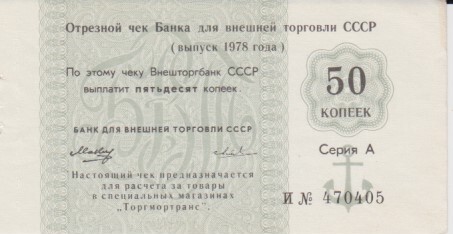 Отрезной чек Банка для внешней торговли СССР
(выпуск 1978 года)
По этому чеку Внешторгбанк СССР
выплатит пятьдесят копеек.
50
КОПЕЕК
БАНК ДЛЯ ВНЕШНЕЙ ТОРГОВЛИ СССР
Серия А
Настоящий чек предназначается
для расчета за товары
в специальных магазинах
„Торгмортранс".
И № 470405